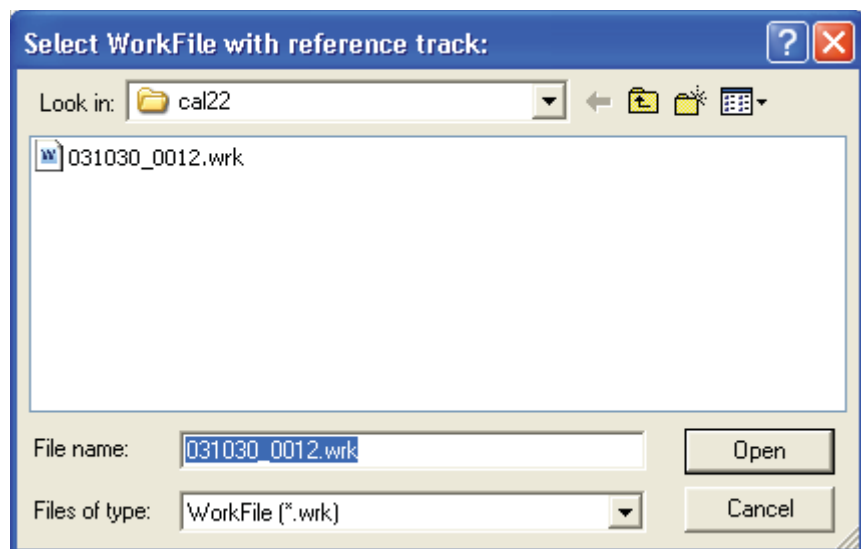 Select WorkFile with reference track:
Look in: cal22
031030_0012.wrk
File name: 031030_0012.wrk Open
Files of type: WorkFile (*.wrk) Cancel